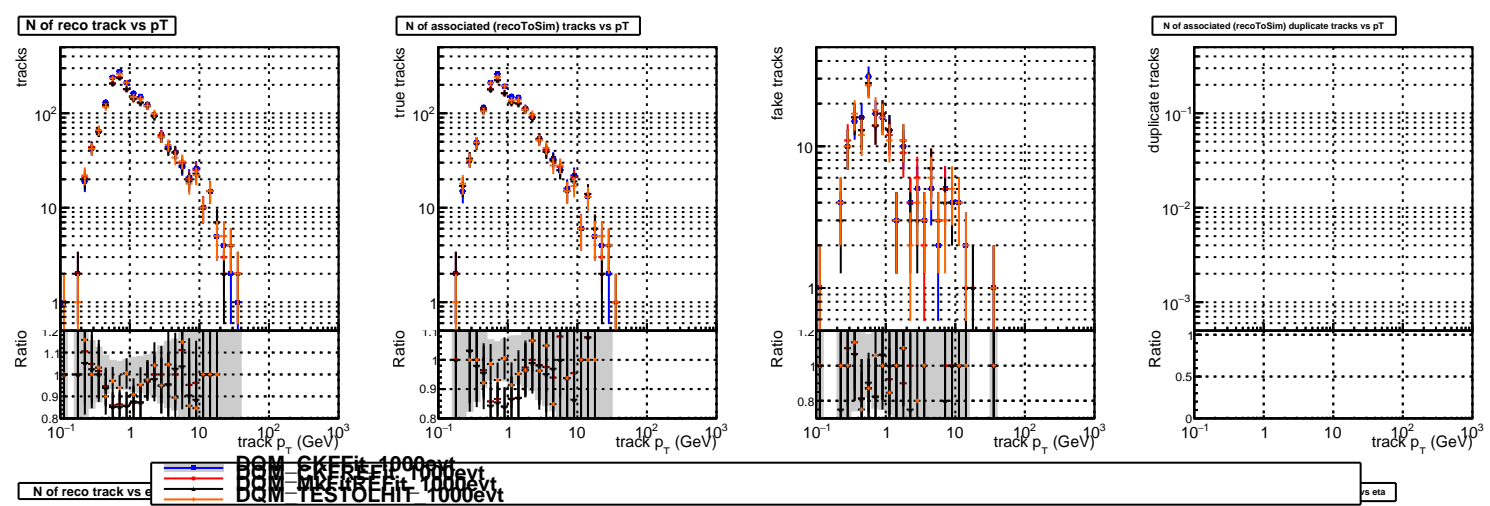 N of reco track vs pT
N of associated (recoToSim) tracks vs pT
N of associated (recoToSim) duplicate tracks vs pT
tracks
10²
10
1
Ratio
1.2
1.1
1
0.9
0.8
10⁻¹ 1 10 10² 10³
track p_T (GeV)
true tracks
10²
10
1
Ratio
1.1
1
0.9
0.8
10⁻¹ 1 10 10² 10³
track p_T (GeV)
fake tracks
10
1
Ratio
1
0.8
10⁻¹ 1 10 10² 10³
track p_T (GeV)
duplicate tracks
10⁻¹
10⁻²
10⁻³
Ratio
1
0.5
0
10⁻¹ 1 10 10² 10³
track p_T (GeV)
DQM_CKFFit_1000evt
DQM_CKFREFit_1000evt
DQM_MKFitREFit_1000evt
DQM_TESTOLHIT_1000evt
N of reco track vs e
vs eta